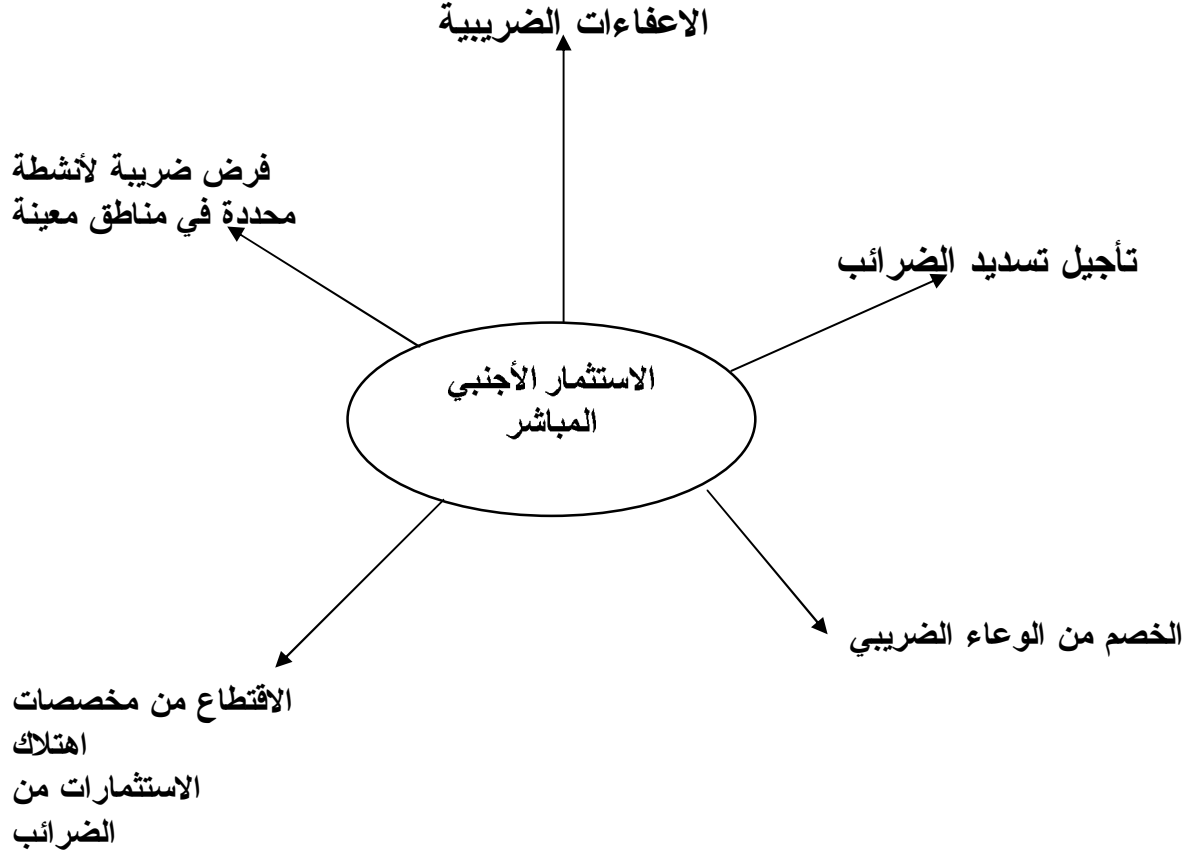 الاعفاءات الضريبية
فرض ضريبة لأنشطة
محددة في مناطق معينة
تأجيل تسديد الضرائب
الاستثمار الأجنبي
المباشر
الخصم من الوعاء الضريبي
الاقتطاع من مخصصات
اهتلاك
الاستثمارات من
الضرائب